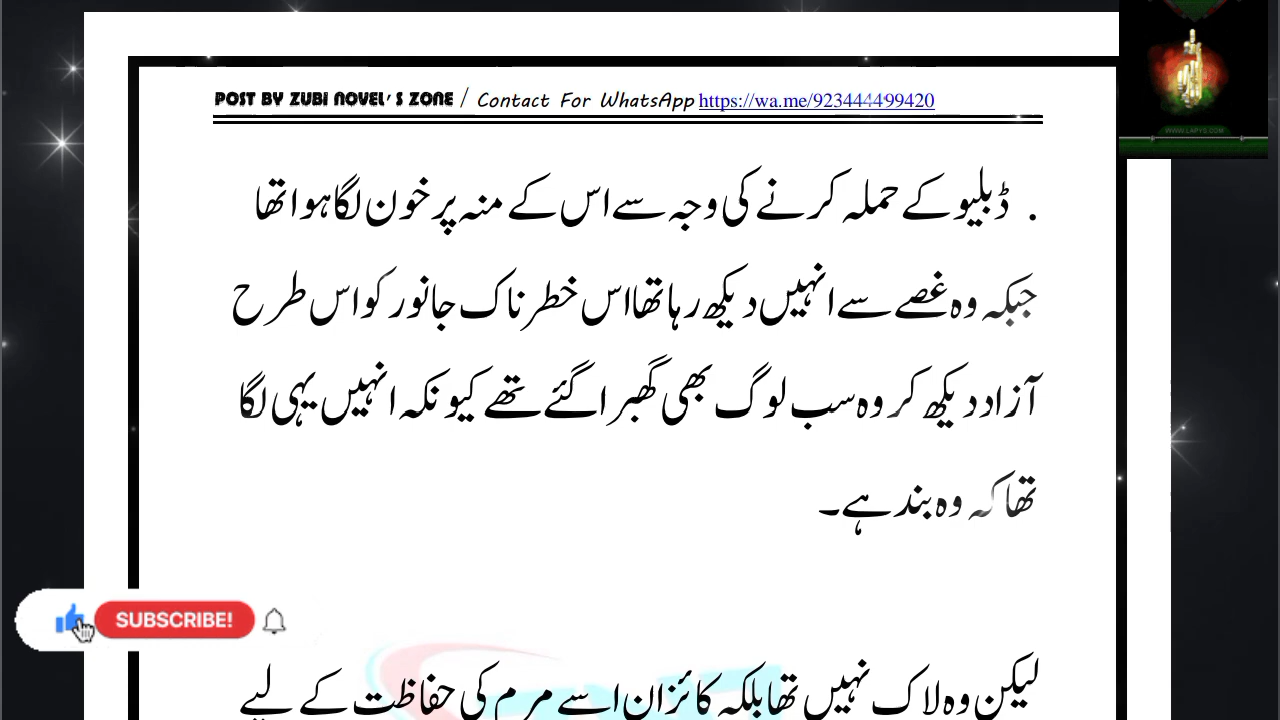 POST BY ZUBI NOVEL'S ZONE / Contact For WhatsApp https://wa.me/923444499420
. ڈبلیو کے حملہ کرنے کی وجہ سے اس کے منہ پر خون لگا ہوا تھا
جبکہ وہ غصے سے انہیں دیکھ رہا تھا اس خطرناک جانور کو اس طرح
آزاد دیکھ کر وہ سب لوگ بھی گھبرا گئے تھے کیونکہ انہیں یہی لگا
تھا کہ وہ بند ہے۔
SUBSCRIBE!
لیکن وہ لاک نہیں تھا بلکہ کائزان اسے مرم کی حفاظت کے لیے
WWW.LAPYS.COM